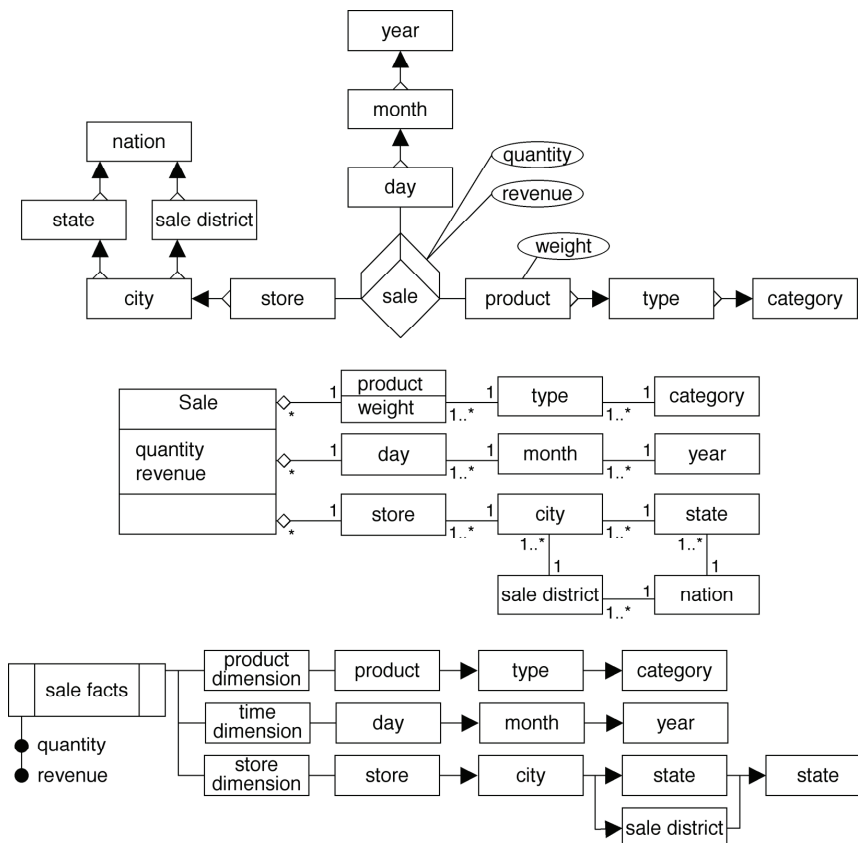 year
month
nation
quantity
day
revenue
state
sale district
weight
city
store
sale
product
type
category
Sale
quantity
revenue
*
1
product
weight
1..*
1
type
1..*
1
category
*
1
day
1..*
1
month
1..*
1
year
*
1
store
1..*
1
city
1..*
1
state
1..*
1
1..*
1
sale district
1..*
1
nation
sale facts
quantity
revenue
product
dimension
product
type
category
time
dimension
day
month
year
store
dimension
store
city
state
state
sale district